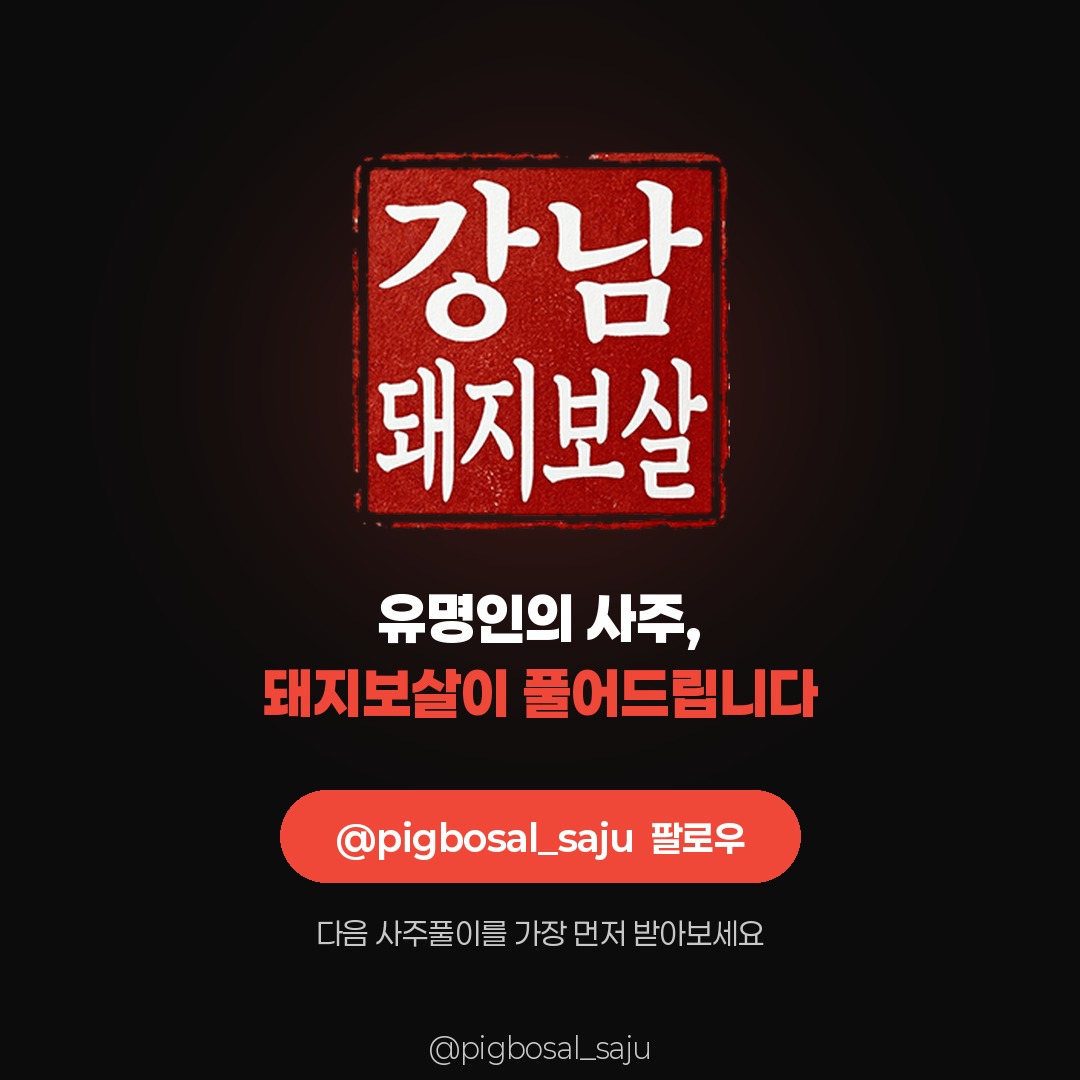 강남
돼지보살
유명인의 사주,
돼지보살이 풀어드립니다
@pigbosal_saju 팔로우
다음 사주풀이를 가장 먼저 받아보세요
@pigbosal_saju